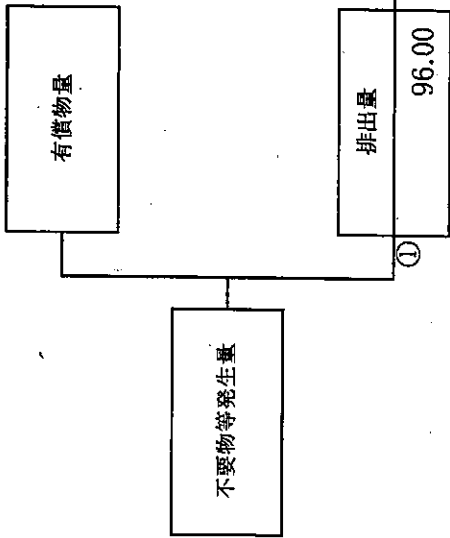 不要物等発生量
有償物量
①
排出量
96.00